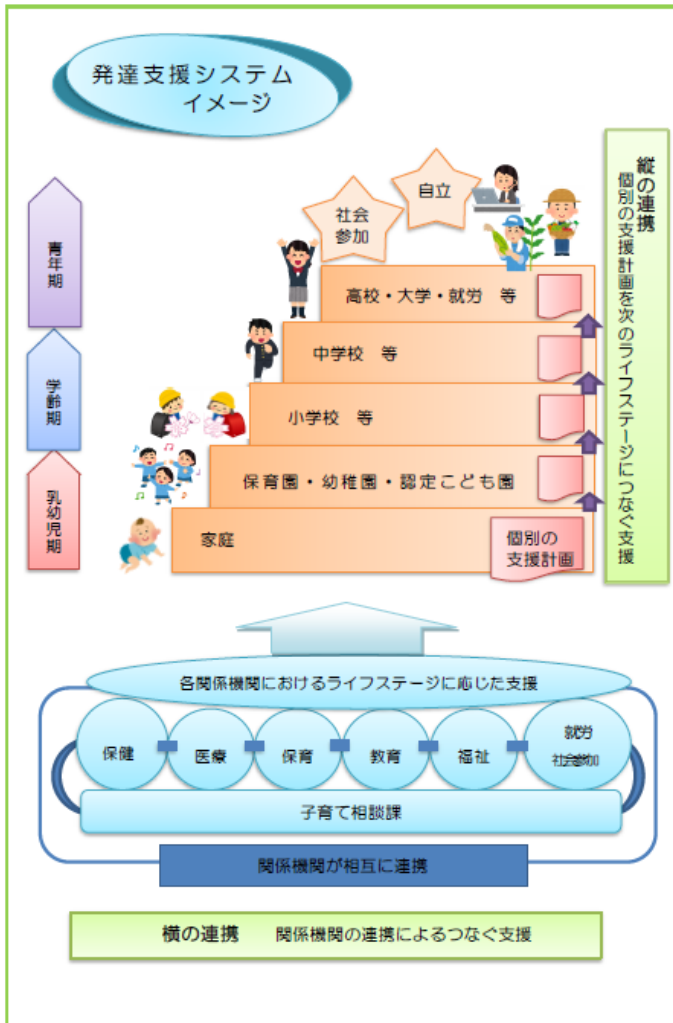 発達支援システム
イメージ
縦の連携
個別の支援計画を次のライフステージにつなぐ支援
自立
社会
参加
青年期
高校・大学・就労　等
中学校　等
学齢期
小学校　等
保育園・幼稚園・認定こども園
乳幼児期
家庭
個別の
支援計画
各関係機関におけるライフステージに応じた支援
保健
医療
保育
教育
福祉
就労
社会参加
子育て相談課
関係機関が相互に連携
横の連携　　関係機関の連携によるつなぐ支援